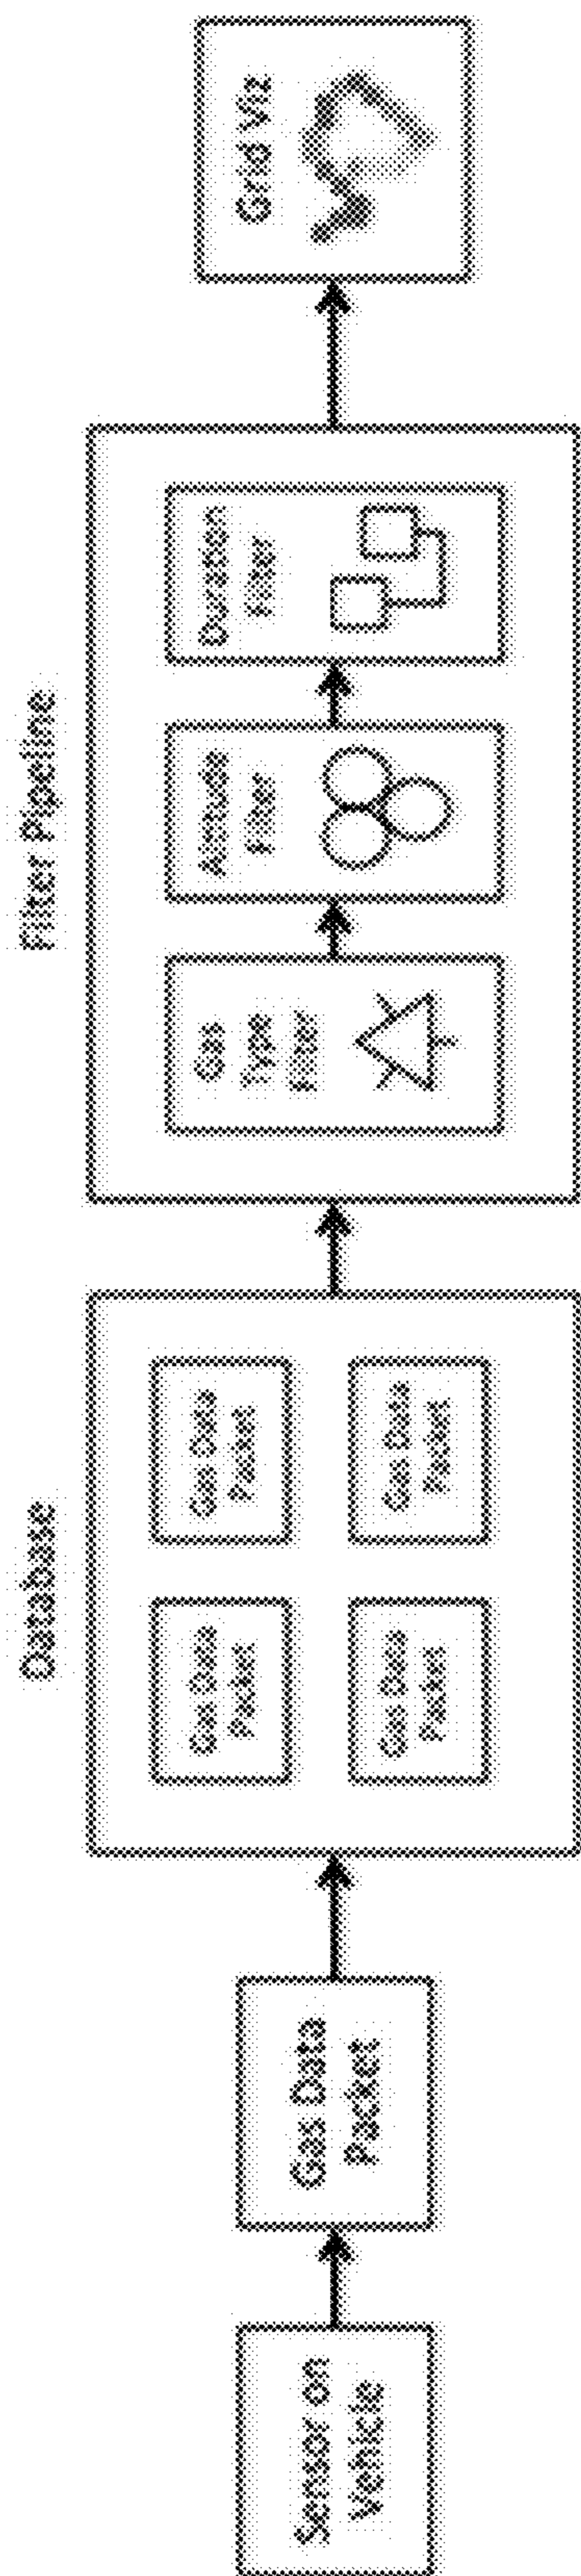 Sensor on
Vehicle
Gas Data
Packet
Database
Gas Data
Packet
Gas Data
Packet
Gas Data
Packet
Gas Data
Packet
Filter Pipeline
Gas
Type
Filter
Filter
Duration
Filter
Grid Viz